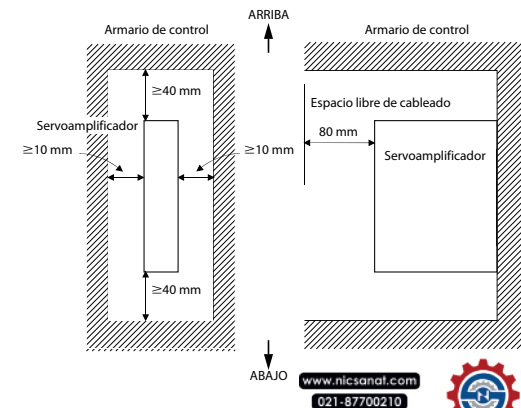 ARRIBA
Armario de control
Armario de control
≧40 mm
Espacio libre de cableado
Servoamplificador
80 mm
≧10 mm
≧10 mm
Servoamplificador
≧40 mm
ABAJO
www.nicsanat.com
021-87700210